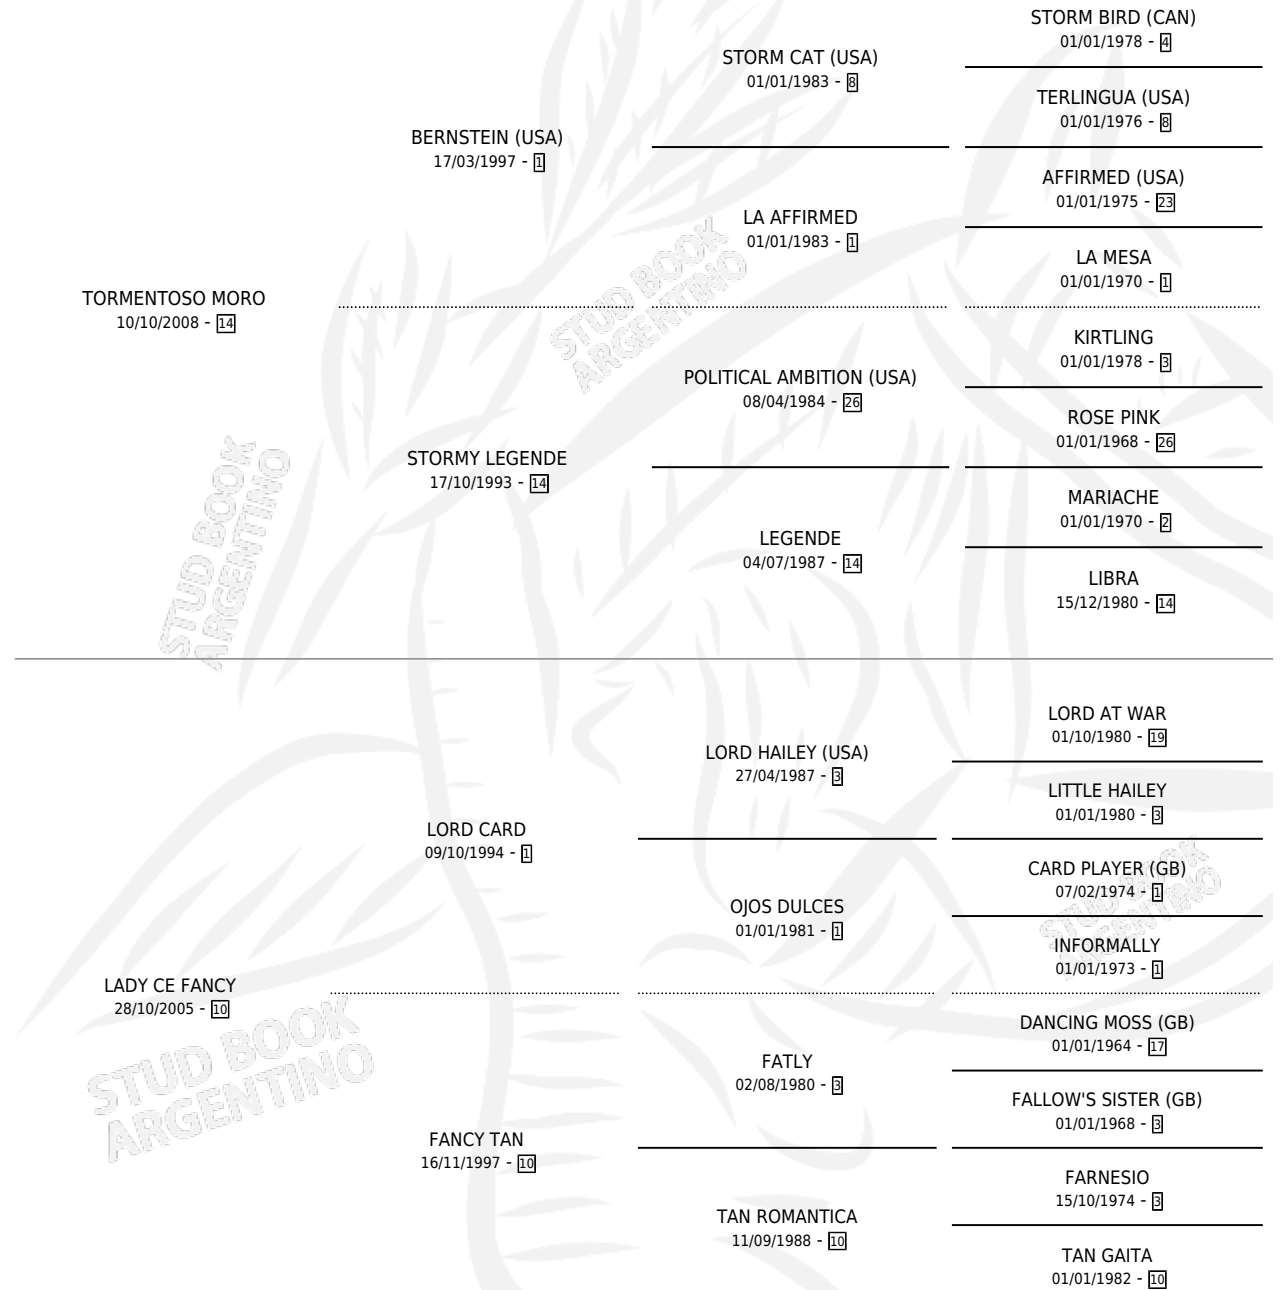 STORM BIRD (CAN)
01/01/1978 - 4
STORM CAT (USA)
01/01/1983 - 8
TERLINGUA (USA)
01/01/1976 - 8
BERNSTEIN (USA)
17/03/1997 - 1
AFFIRMED (USA)
01/01/1975 - 23
LA AFFIRMED
01/01/1983 - 1
LA MESA
01/01/1970 - 1
TORMENTOSO MORO
10/10/2008 - 14
STUD BOOK
ARGENTINO
KIRTLING
01/01/1978 - 3
POLITICAL AMBITION (USA)
08/04/1984 - 26
ROSE PINK
01/01/1968 - 26
STORMY LEGENDE
17/10/1993 - 14
MARIACHE
01/01/1970 - 2
LEGENDE
04/07/1987 - 14
LIBRA
15/12/1980 - 14
STUD BOOK
ARGENTINO
LORD AT WAR
01/10/1980 - 19
LORD HAILEY (USA)
27/04/1987 - 3
LITTLE HAILEY
01/01/1980 - 3
LORD CARD
09/10/1994 - 1
CARD PLAYER (GB)
07/02/1974 - 1
OJOS DULCES
01/01/1981 - 1
INFORMALLY
01/01/1973 - 1
STUD BOOK
ARGENTINO
LADY CE FANCY
28/10/2005 - 10
STUD BOOK
ARGENTINO
DANCING MOSS (GB)
01/01/1964 - 17
FATLY
02/08/1980 - 3
FALLOW'S SISTER (GB)
01/01/1968 - 3
FANCY TAN
16/11/1997 - 10
FARNESIO
15/10/1974 - 3
TAN ROMANTICA
11/09/1988 - 10
TAN GAITA
01/01/1982 - 10